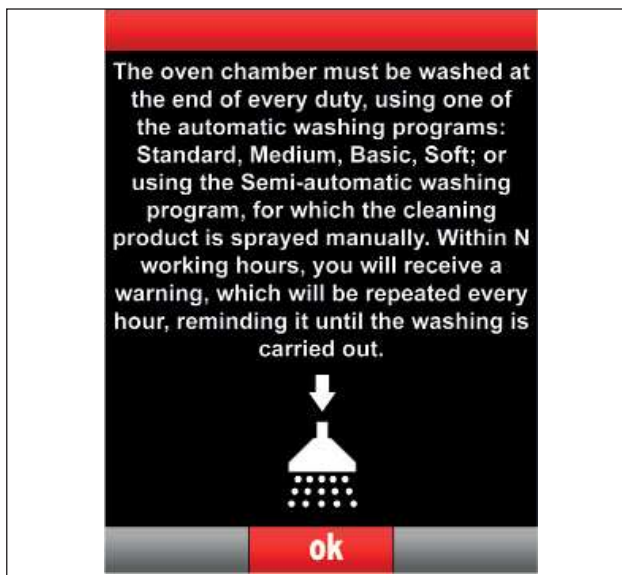 The oven chamber must be washed at
the end of every duty, using one of
the automatic washing programs:
Standard, Medium, Basic, Soft; or
using the Semi-automatic washing
program, for which the cleaning
product is sprayed manually. Within N
working hours, you will receive a
warning, which will be repeated every
hour, reminding it until the washing is
carried out.
ok